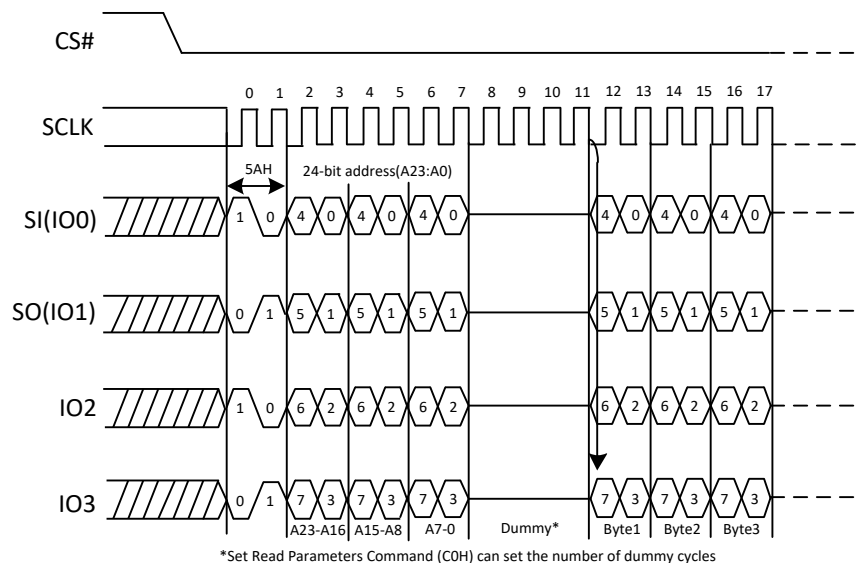 CS#
0 1 2 3 4 5 6 7 8 9 10 11 12 13 14 15 16 17
SCLK
5AH 24-bit address(A23:A0)
SI(IO0) 1 0 4 0 4 0 4 0 4 0 4 0 4 0
SO(IO1) 0 1 5 1 5 1 5 1 5 1 5 1 5 1
IO2 1 0 6 2 6 2 6 2 6 2 6 2 6 2
IO3 0 1 7 3 7 3 7 3 7 3 7 3 7 3
A23-A16 A15-A8 A7-0 Dummy* Byte1 Byte2 Byte3
*Set Read Parameters Command (C0H) can set the number of dummy cycles